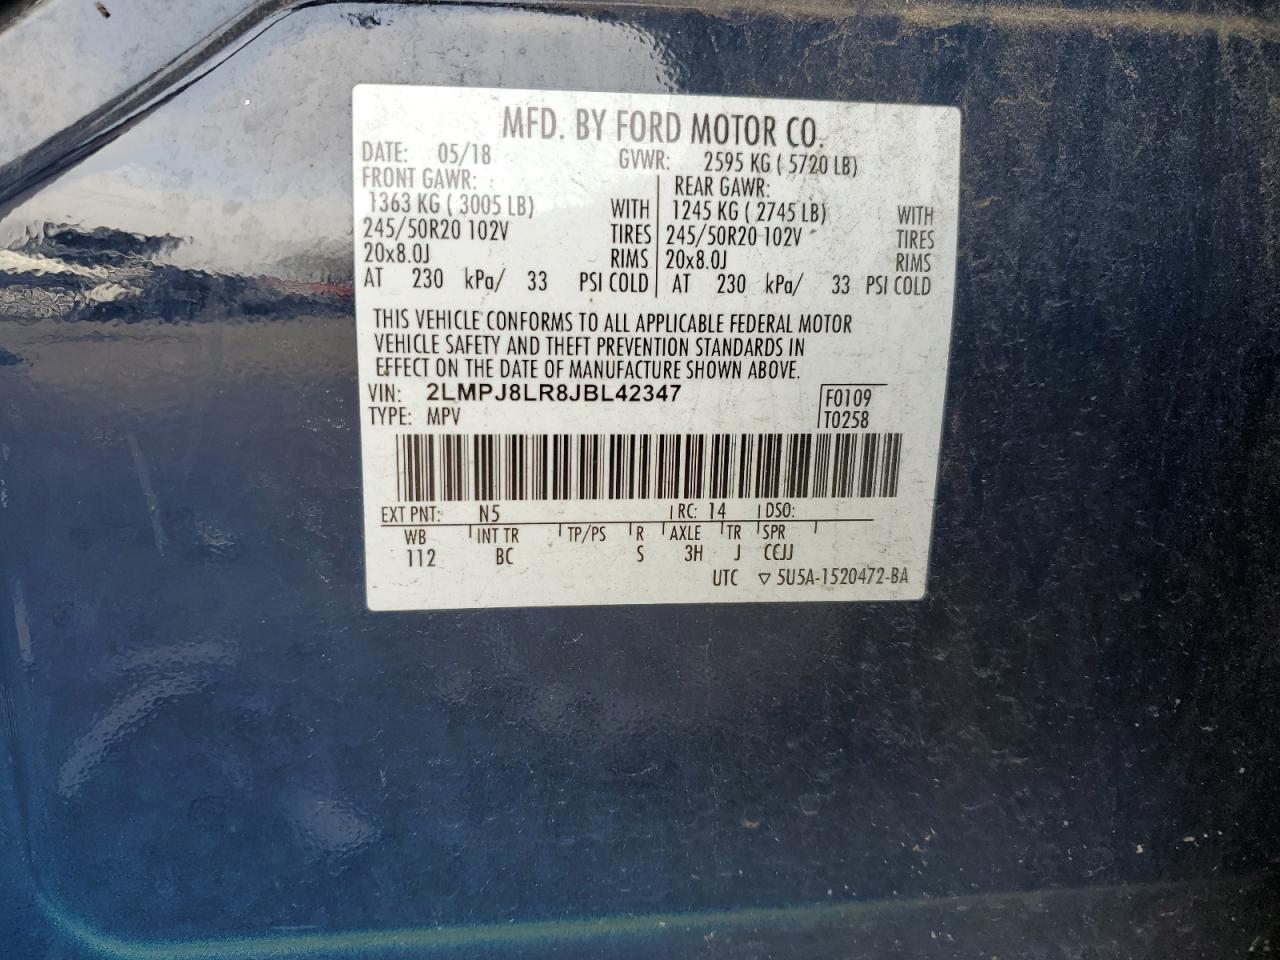 MFD. BY FORD MOTOR CO.
DATE: 05/18 GVWR: 2595 KG ( 5720 LB)
FRONT GAWR: REAR GAWR:
1363 KG ( 3005 LB) WITH 1245 KG ( 2745 LB) WITH
245/50R20 102V TIRES 245/50R20 102V TIRES
20x8.0J RIMS 20x8.0J RIMS
AT 230 kPa/ 33 PSI COLD AT 230 kPa/ 33 PSI COLD
THIS VEHICLE CONFORMS TO ALL APPLICABLE FEDERAL MOTOR
VEHICLE SAFETY AND THEFT PREVENTION STANDARDS IN
EFFECT ON THE DATE OF MANUFACTURE SHOWN ABOVE.
VIN: 2LMPJ8LR8JBL42347 F0109
TYPE: MPV T0258
EXT PNT: N5 RC: 14 DSO:
WB INT TR TP/PS R AXLE TR SPR
112 BC S 3H J CCJJ
UTC ▽ 5U5A-1520472-BA